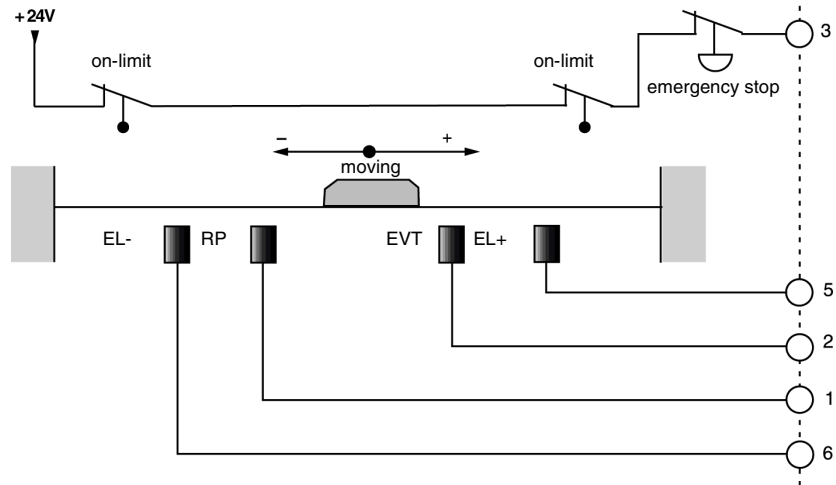 +24V
3
on-limit
on-limit
emergency stop
− +
moving
EL- RP EVT EL+
5
2
1
6